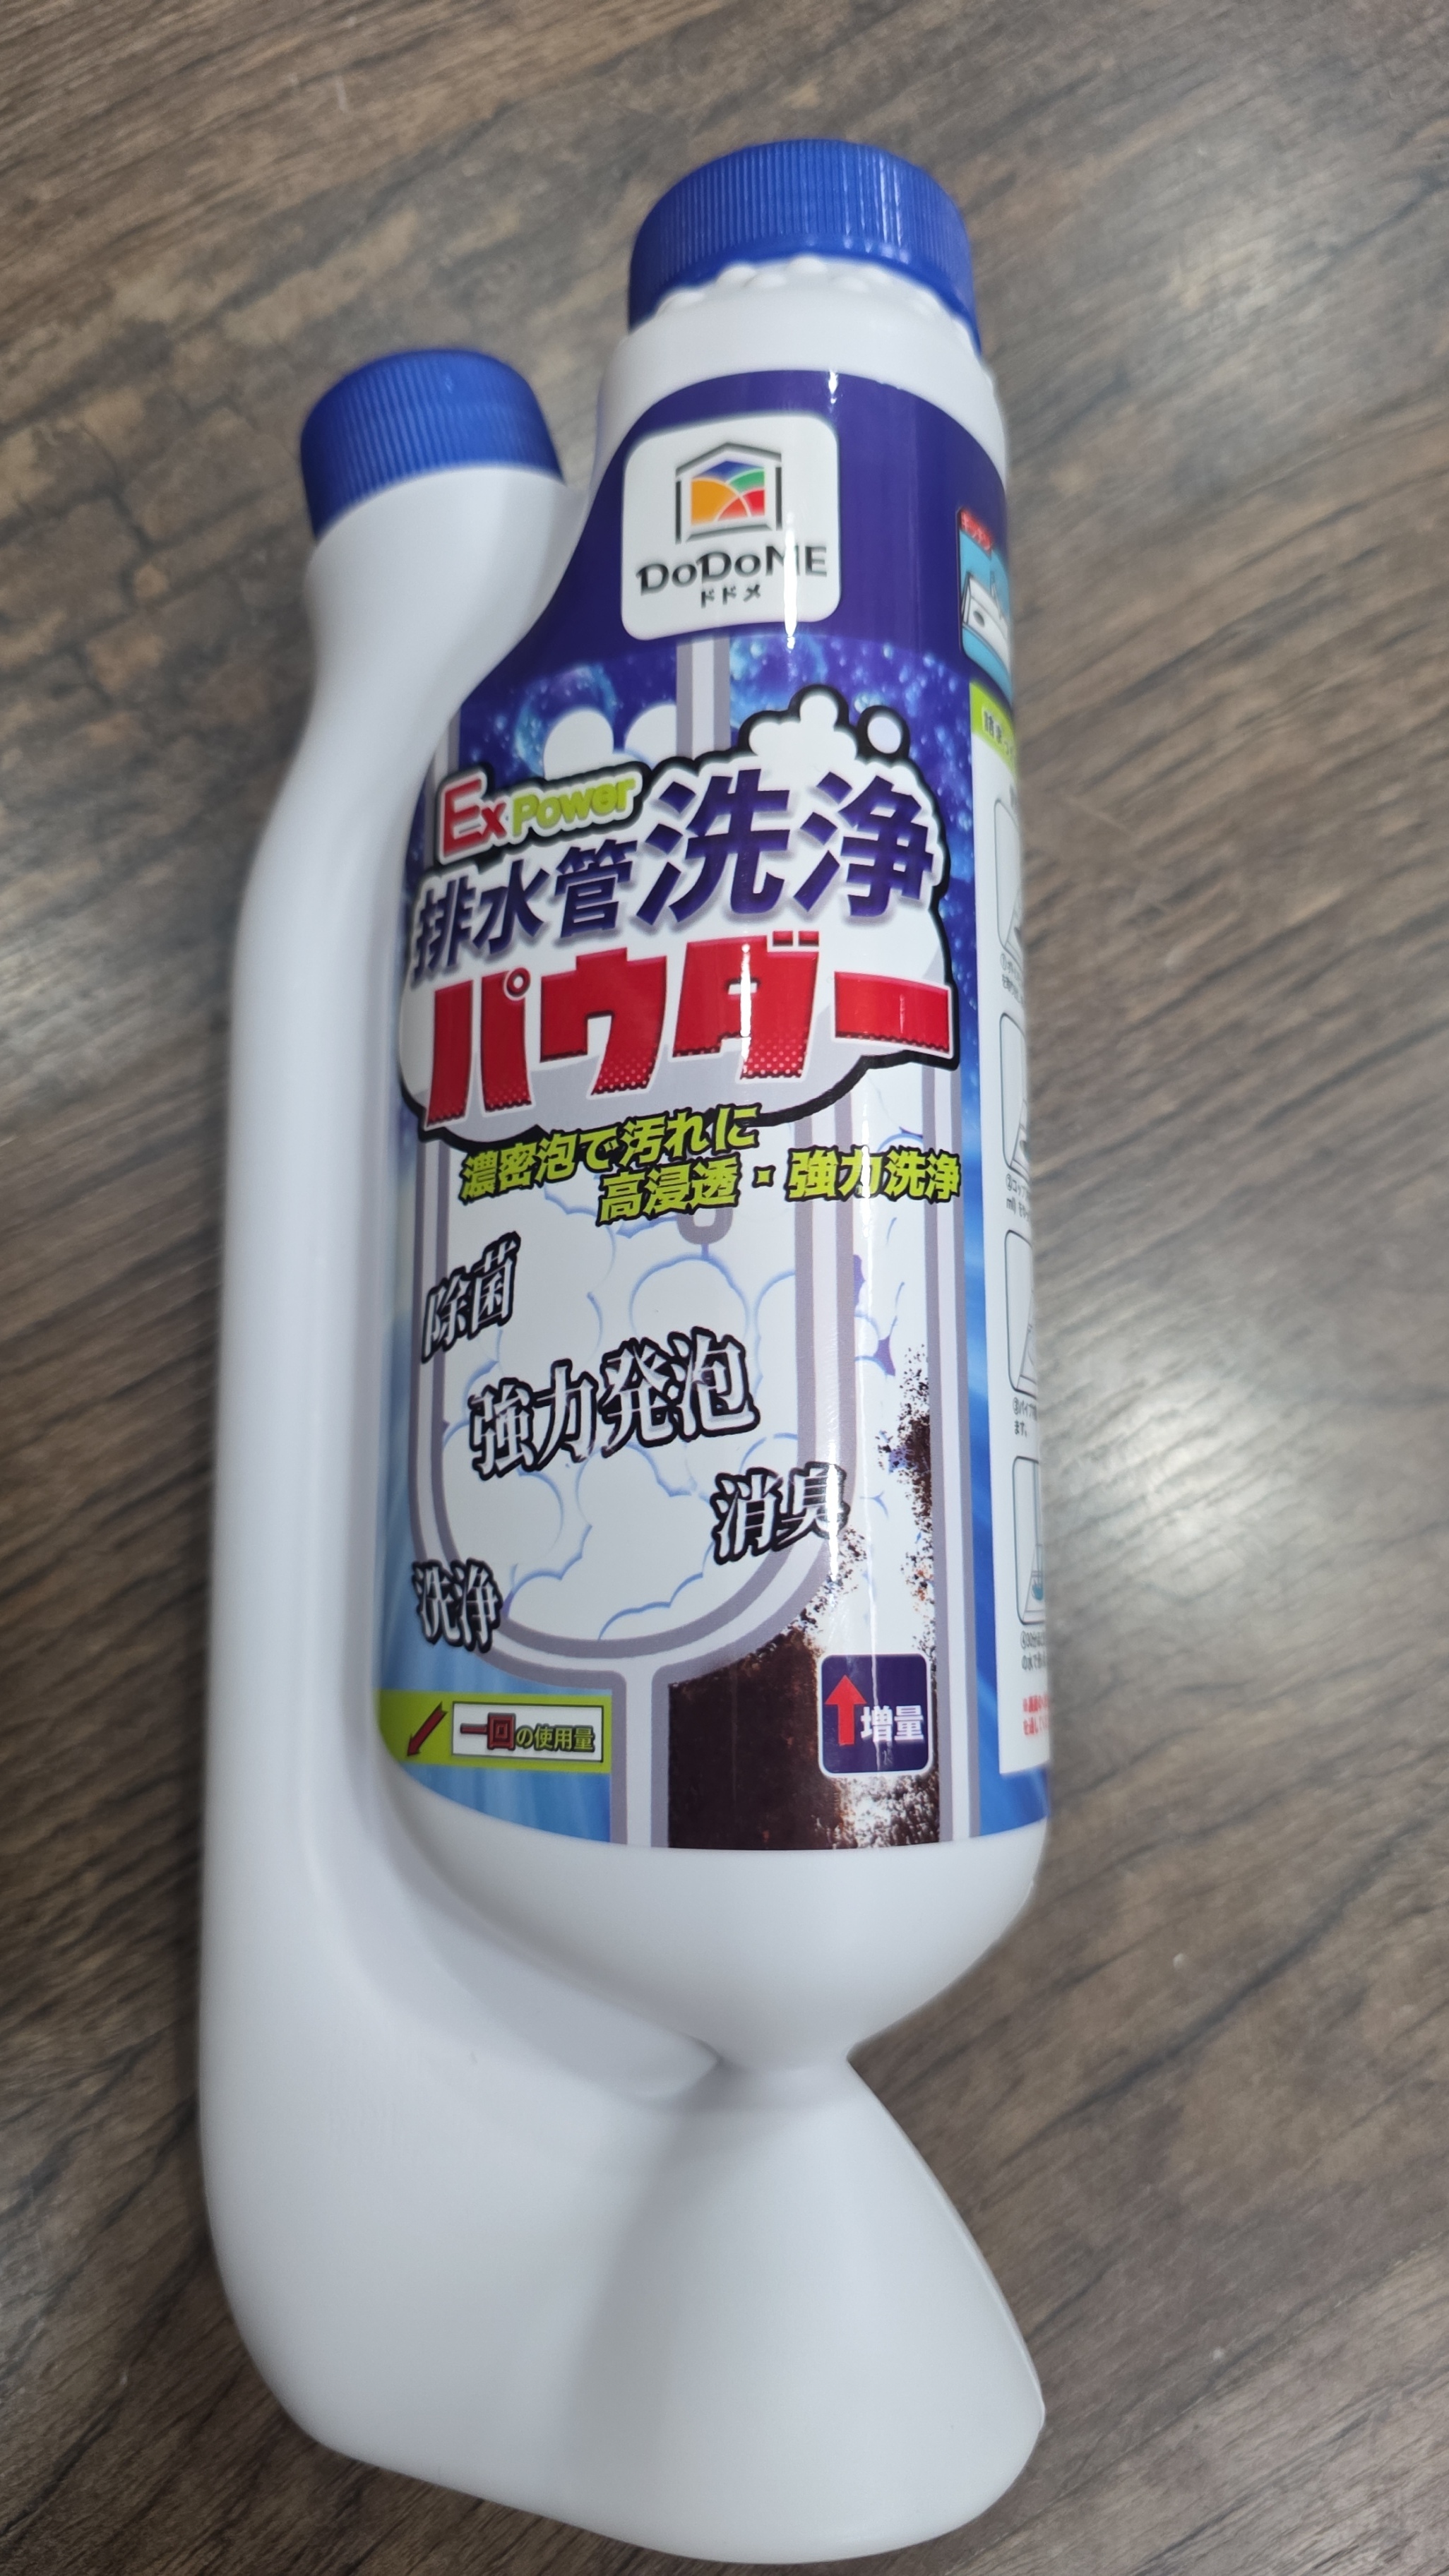 DoDoME
ドドメ
Ex Power
排水管洗浄
パウダー
濃密泡で汚れに
高浸透・強力洗浄
除菌
強力発泡
消臭
洗浄
一回の使用量
増量